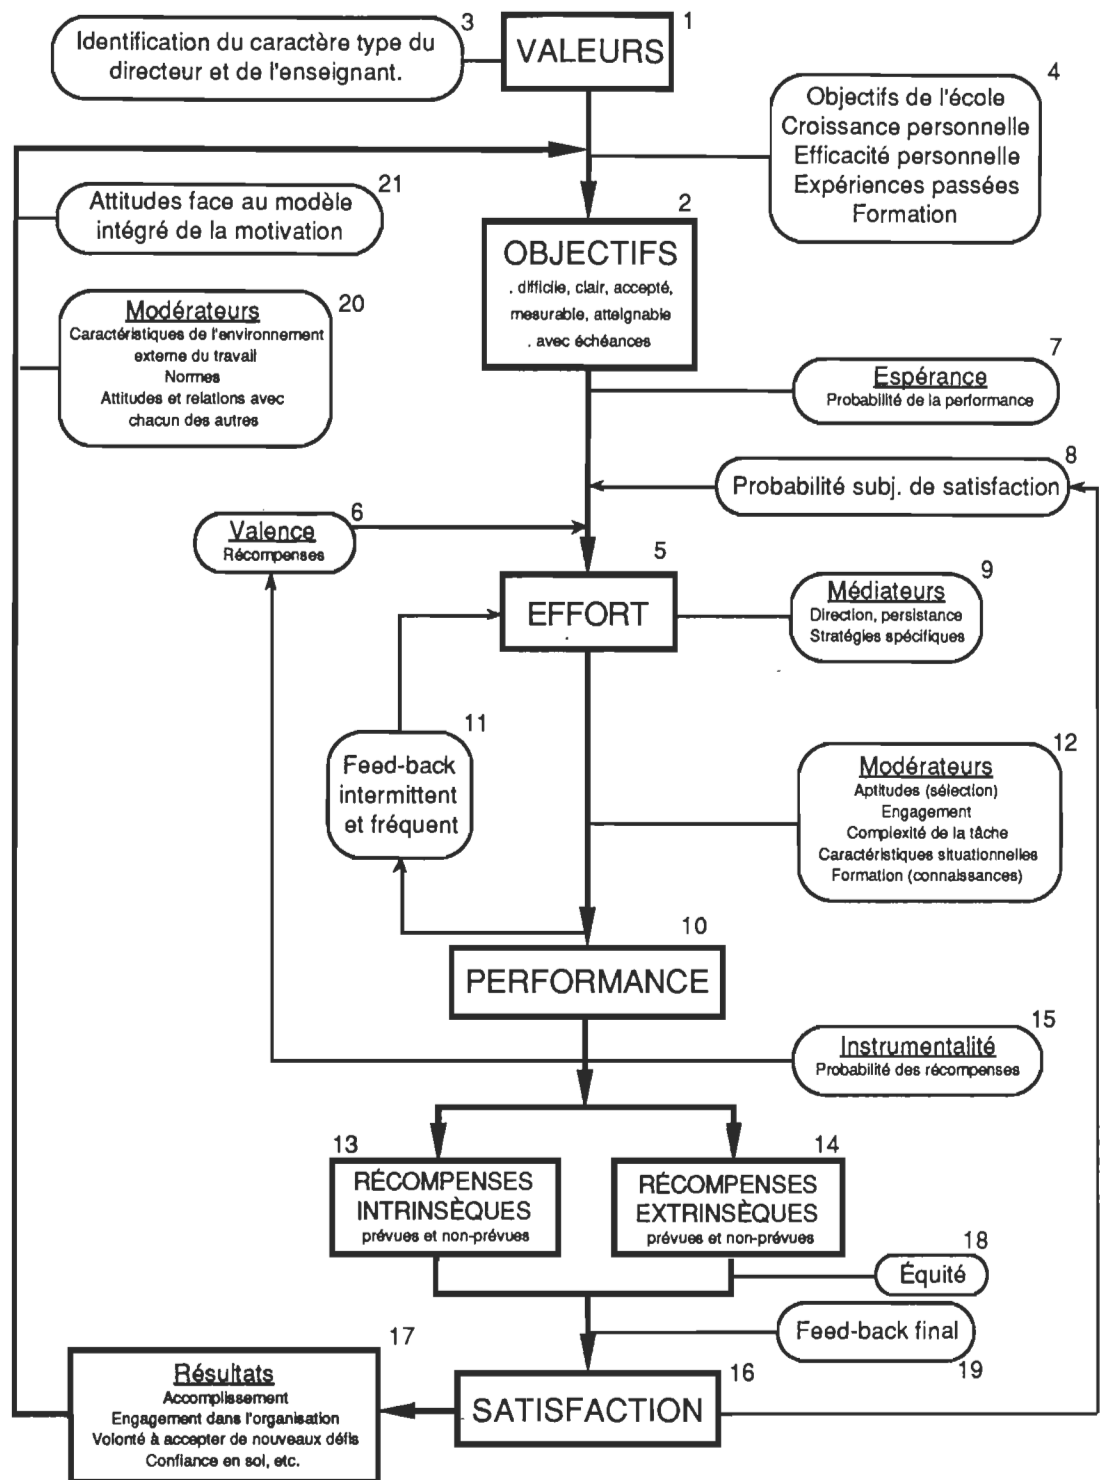 3
Identification du caractère type du
directeur et de l'enseignant.
1
VALEURS
4
Objectifs de l'école
Croissance personnelle
Efficacité personnelle
Expériences passées
Formation
21
Attitudes face au modèle
intégré de la motivation
2
OBJECTIFS
. difficile, clair, accepté,
mesurable, atteignable
. avec échéances
20
Modérateurs
Caractéristiques de l'environnement
externe du travail
Normes
Attitudes et relations avec
chacun des autres
7
Espérance
Probabilité de la performance
8
Probabilité subj. de satisfaction
6
Valence
Récompenses
5
EFFORT
9
Médiateurs
Direction, persistance
Stratégies spécifiques
11
Feed-back
intermittent
et fréquent
12
Modérateurs
Aptitudes (sélection)
Engagement
Complexité de la tâche
Caractéristiques situationnelles
Formation (connaissances)
10
PERFORMANCE
15
Instrumentalité
Probabilité des récompenses
13
RÉCOMPENSES
INTRINSÈQUES
prévues et non-prévues
14
RÉCOMPENSES
EXTRINSÈQUES
prévues et non-prévues
18
Équité
Feed-back final
19
17
Résultats
Accomplissement
Engagement dans l'organisation
Volonté à accepter de nouveaux défis
Confiance en soi, etc.
16
SATISFACTION